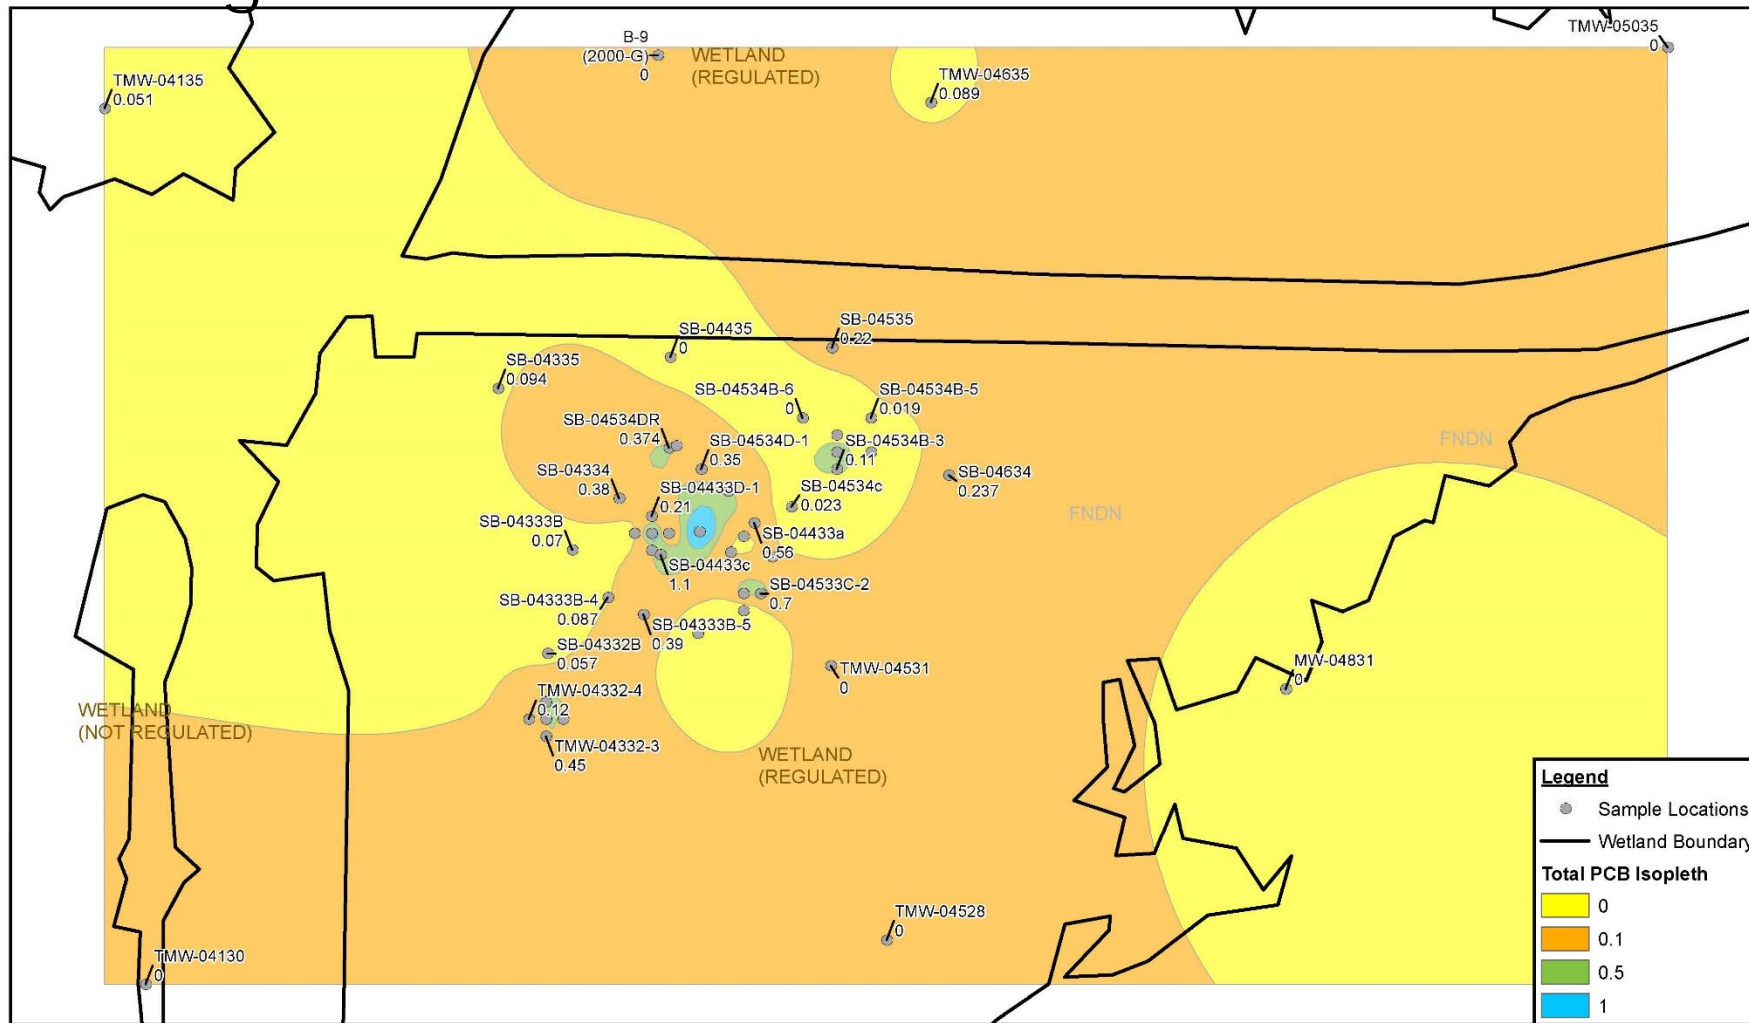 TMW-05035
0
B-9
(2000-G)
0
WETLAND
(REGULATED)
TMW-04135
0.051
TMW-04635
0.089
SB-04435
0
SB-04535
0.22
SB-04335
0.094
SB-04534B-6
0
SB-04534B-5
0.019
SB-04534DR
0.374
SB-04534D-1
0.35
SB-04534B-3
0.11
FNDN
SB-04334
0.38
SB-04433D-1
0.21
SB-04534c
0.023
SB-04634
0.237
FNDN
SB-04333B
0.07
SB-04433a
0.56
SB-04433c
1.1
SB-04533C-2
0.7
SB-04333B-4
0.087
SB-04333B-5
0.39
SB-04332B
0.057
TMW-04531
0
MW-04831
0
TMW-04332-4
0.12
WETLAND
(NOT REGULATED)
TMW-04332-3
0.45
WETLAND
(REGULATED)
TMW-04528
0
TMW-04130
0
Legend
Sample Locations
Wetland Boundary
Total PCB Isopleth
0
0.1
0.5
1